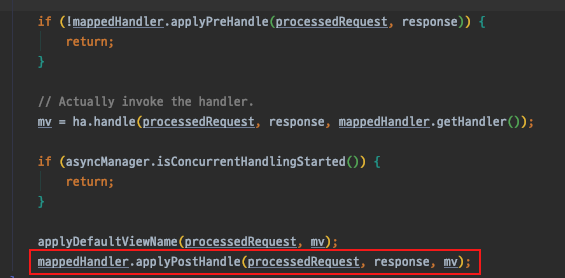 if (!mappedHandler.applyPreHandle(processedRequest, response)) {
return;
}
// Actually invoke the handler.
mv = ha.handle(processedRequest, response, mappedHandler.getHandler());
if (asyncManager.isConcurrentHandlingStarted()) {
return;
}
applyDefaultViewName(processedRequest, mv);
mappedHandler.applyPostHandle(processedRequest, response, mv);